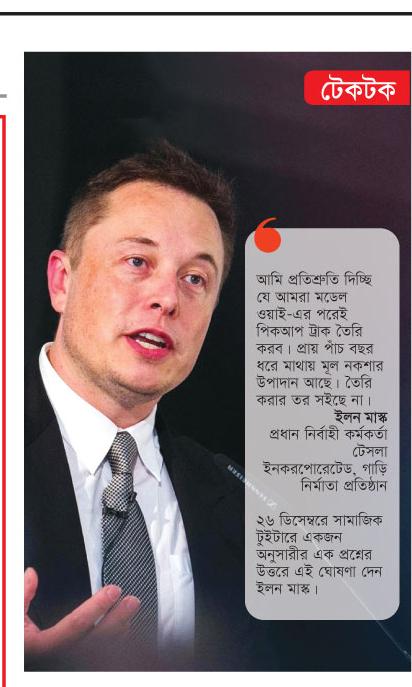 টেকটক
আমি প্রতিশ্রুতি দিচ্ছি
যে আমরা মডেল
ওয়াই-এর পরেই
পিকআপ ট্রাক তৈরি
করব। প্রায় পাঁচ বছর
ধরে মাথায় মূল নকশার
উপাদান আছে। তৈরি
করার তর সইছে না।
ইলন মাস্ক
প্রধান নির্বাহী কর্মকর্তা
টেসলা
ইনকরপোরেটেড, গাড়ি
নির্মাতা প্রতিষ্ঠান
২৬ ডিসেম্বরে সামাজিক
টুইটারে একজন
অনুসারীর এক প্রশ্নের
উত্তরে এই ঘোষণা দেন
ইলন মাস্ক।